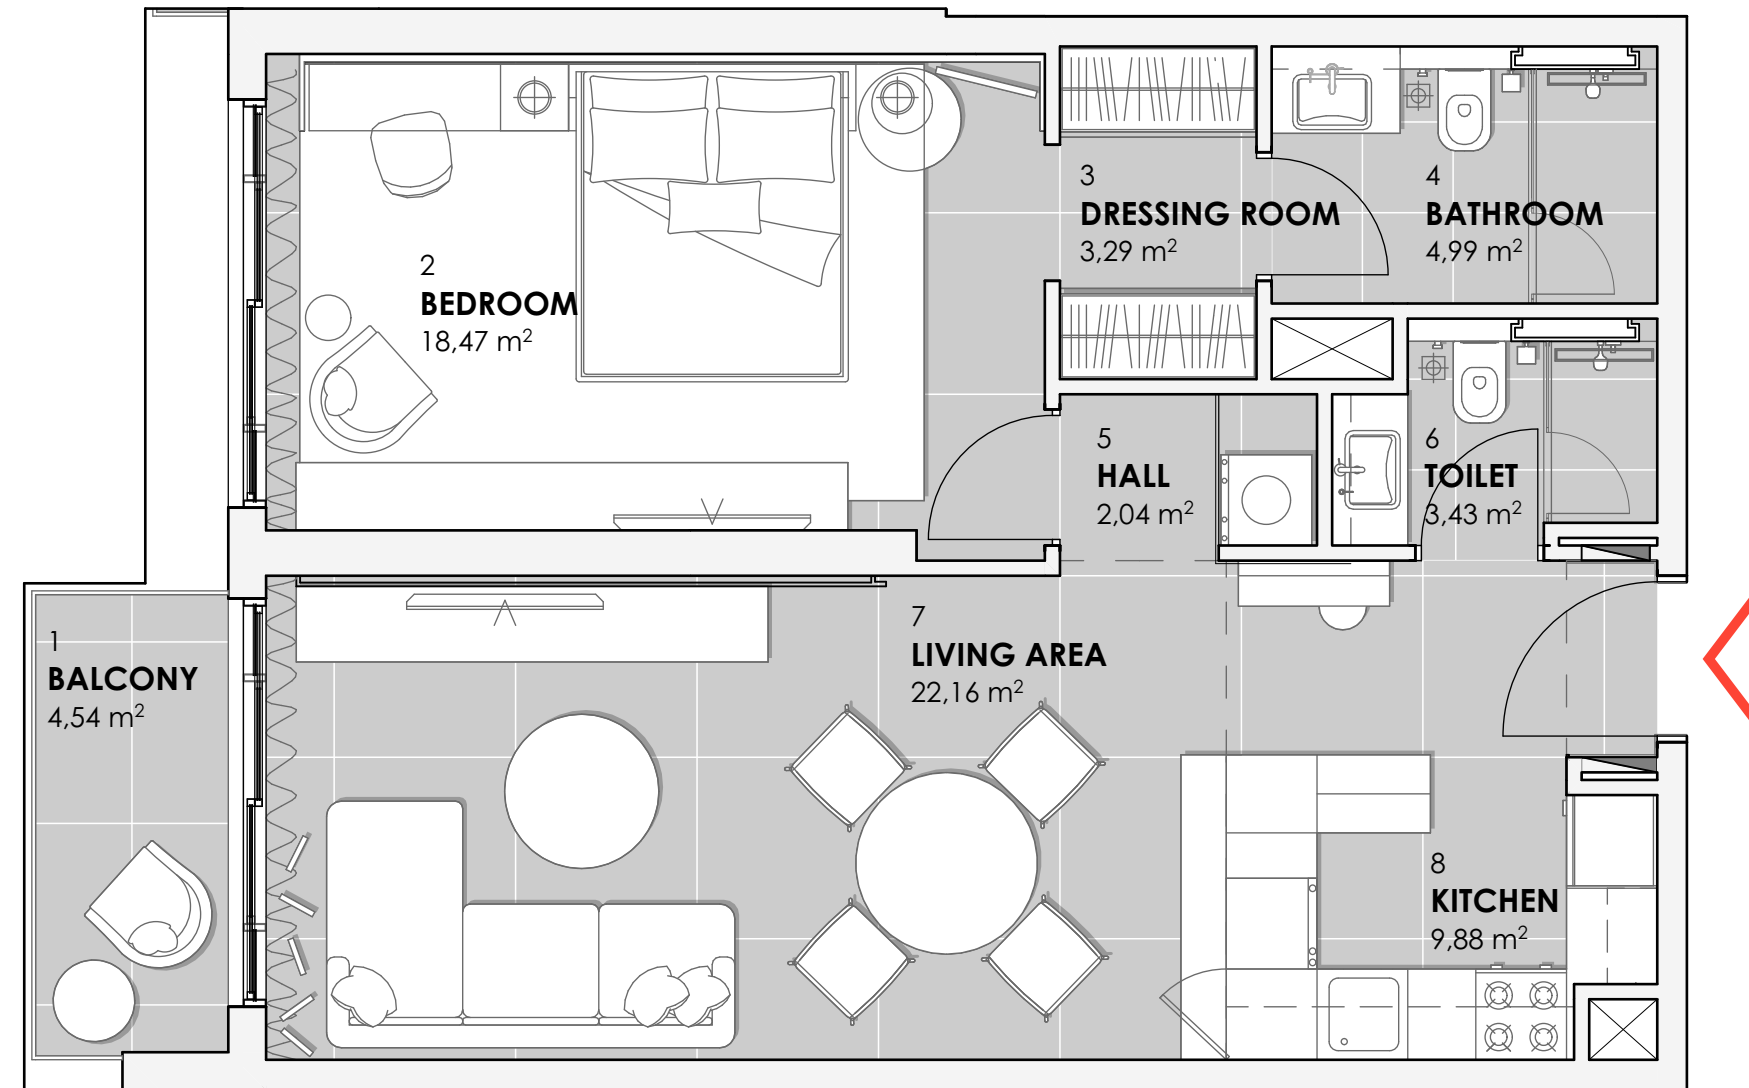 1
BALCONY
4,54 m²
2
BEDROOM
18,47 m²
3
DRESSING ROOM
3,29 m²
4
BATHROOM
4,99 m²
5
HALL
2,04 m²
6
TOILET
3,43 m²
7
LIVING AREA
22,16 m²
8
KITCHEN
9,88 m²